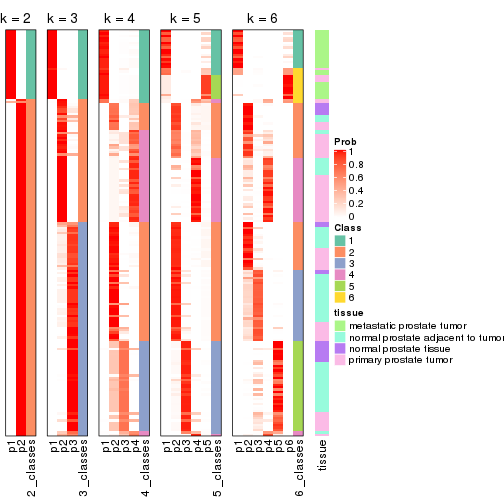 k = 2 k = 3 k = 4 k = 5 k = 6
Prob
1
0.8
0.6
0.4
0.2
0
Class
1
2
3
4
5
6
tissue
metastatic prostate tumor
normal prostate adjacent to tumor
normal prostate tissue
primary prostate tumor
p1
p2
2_classes
p1
p2
p3
3_classes
p1
p2
p3
p4
4_classes
p1
p2
p3
p4
p5
5_classes
p1
p2
p3
p4
p5
p6
6_classes
tissue